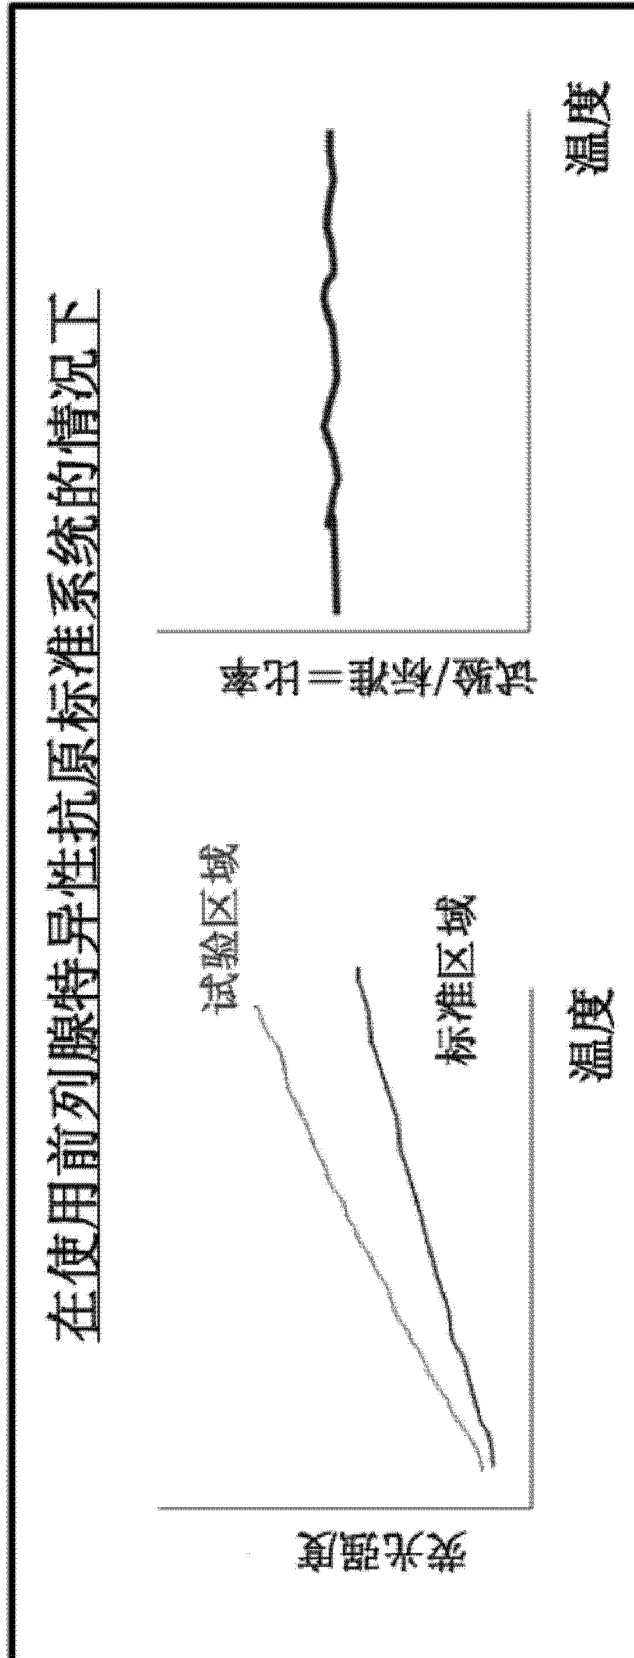 在使用前列腺特异性抗原标准系统的情况下
荧光强度
试验区域
标准区域
温度
试验/标准=比率
温度